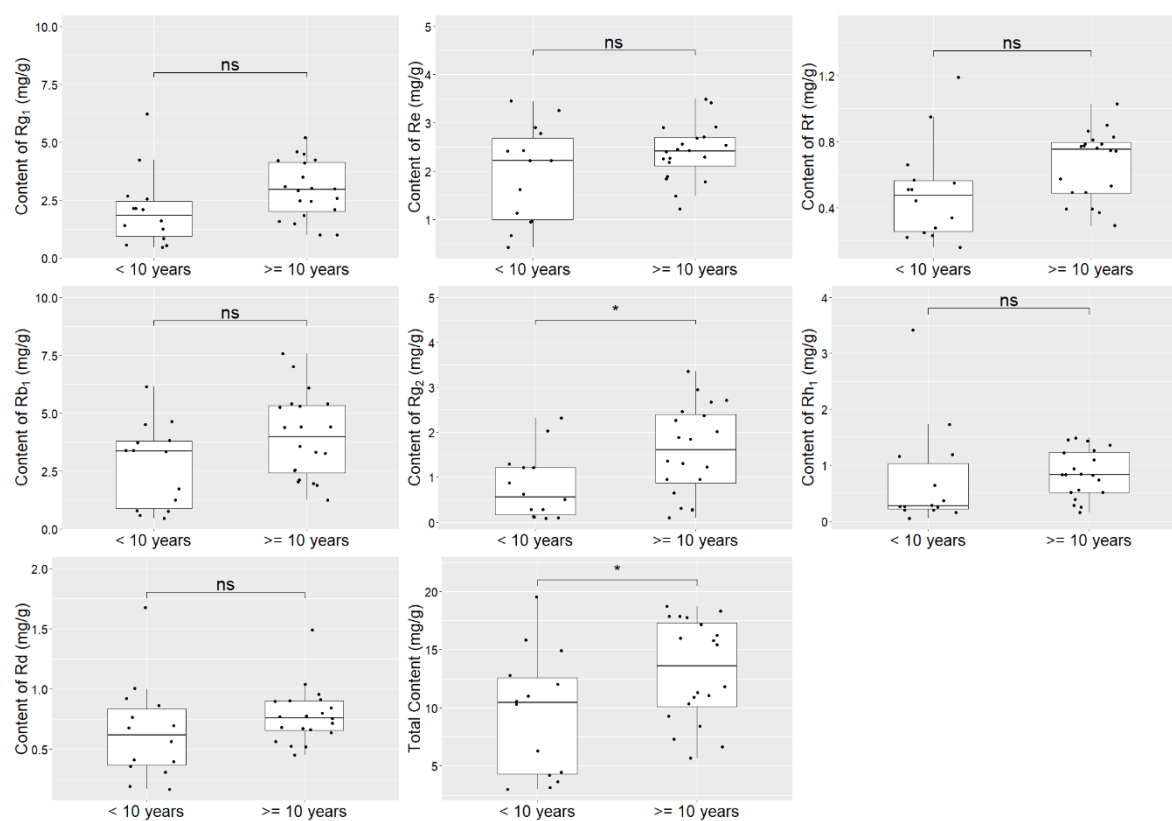 Content of Rg₁ (mg/g)
10.0
7.5
5.0
2.5
0.0
ns
< 10 years
>= 10 years
Content of Re (mg/g)
5
4
3
2
1
ns
< 10 years
>= 10 years
Content of Rf (mg/g)
1.2
0.8
0.4
ns
< 10 years
>= 10 years
Content of Rb₁ (mg/g)
10.0
7.5
5.0
2.5
0.0
ns
< 10 years
>= 10 years
Content of Rg₂ (mg/g)
5
4
3
2
1
0
*
< 10 years
>= 10 years
Content of Rh₁ (mg/g)
4
3
2
1
0
ns
< 10 years
>= 10 years
Content of Rd (mg/g)
2.0
1.5
1.0
0.5
ns
< 10 years
>= 10 years
Total Content (mg/g)
20
15
10
5
*
< 10 years
>= 10 years